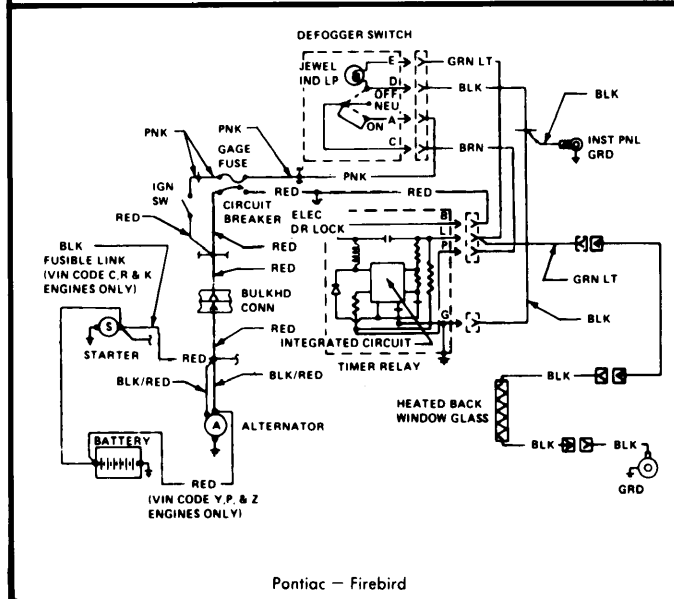 DEFOGGER SWITCH
JEWEL
IND LP
E
D
OFF
NEU
A
ON
C
GRN LT
BLK
BLK
INST PNL
GRD
BRN
PNK
GAGE
FUSE
PNK
PNK
IGN
SW
RED
CIRCUIT
BREAKER
RED
RED
RED
ELEC
DR LOCK
B
L
P
G
RED
BLK
FUSIBLE LINK
(VIN CODE C,R & K
ENGINES ONLY)
RED
GRN LT
BLK
BULKHD
CONN
INTEGRATED CIRCUIT
TIMER RELAY
S
STARTER
RED
RED
BLK/RED
BLK/RED
A
ALTERNATOR
BATTERY
RED
(VIN CODE Y,P, & Z
ENGINES ONLY)
HEATED BACK
WINDOW GLASS
BLK
BLK
BLK
GRD
Pontiac – Firebird